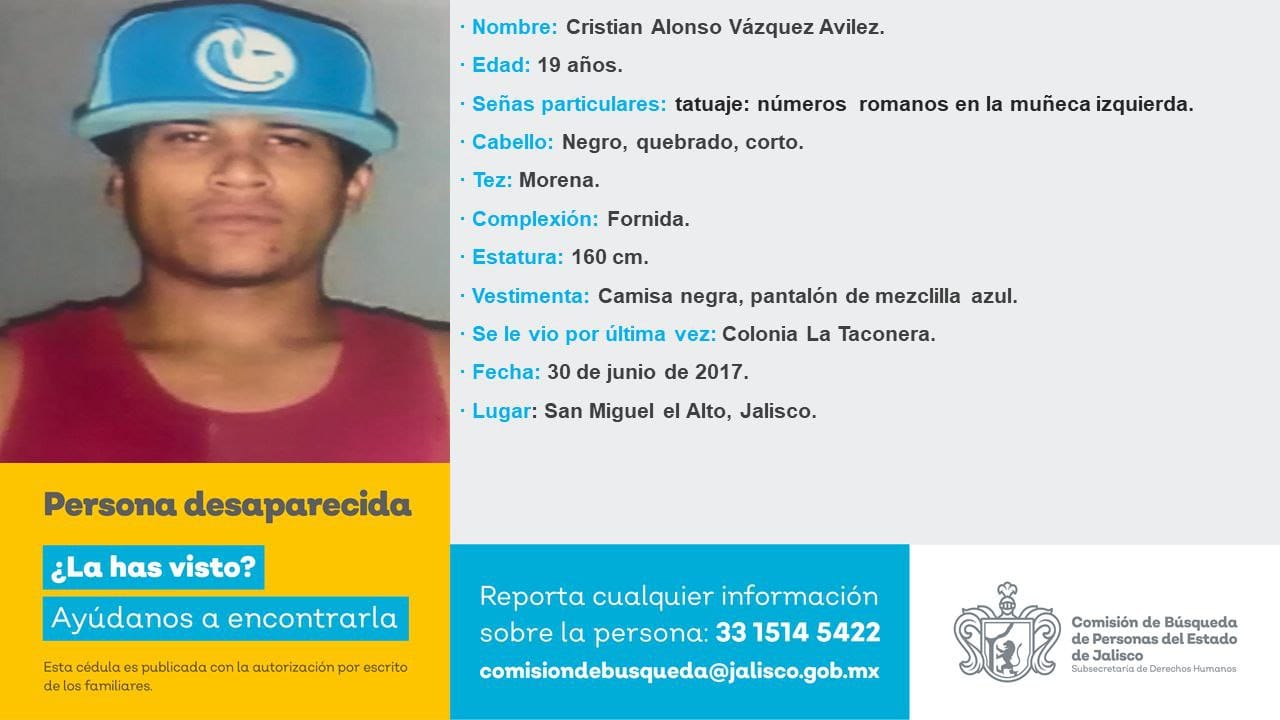 · Nombre: Cristian Alonso Vázquez Avilez.
· Edad: 19 años.
· Señas particulares: tatuaje: números romanos en la muñeca izquierda.
· Cabello: Negro, quebrado, corto.
· Tez: Morena.
· Complexión: Fornida.
· Estatura: 160 cm.
· Vestimenta: Camisa negra, pantalón de mezclilla azul.
· Se le vio por última vez: Colonia La Taconera.
· Fecha: 30 de junio de 2017.
· Lugar: San Miguel el Alto, Jalisco.
Persona desaparecida
¿La has visto?
Ayúdanos a encontrarla
Esta cédula es publicada con la autorización por escrito
de los familiares.
Reporta cualquier información
sobre la persona: 33 1514 5422
comisiondebusqueda@jalisco.gob.mx
Comisión de Búsqueda
de Personas del Estado
de Jalisco
Subsecretaría de Derechos Humanos